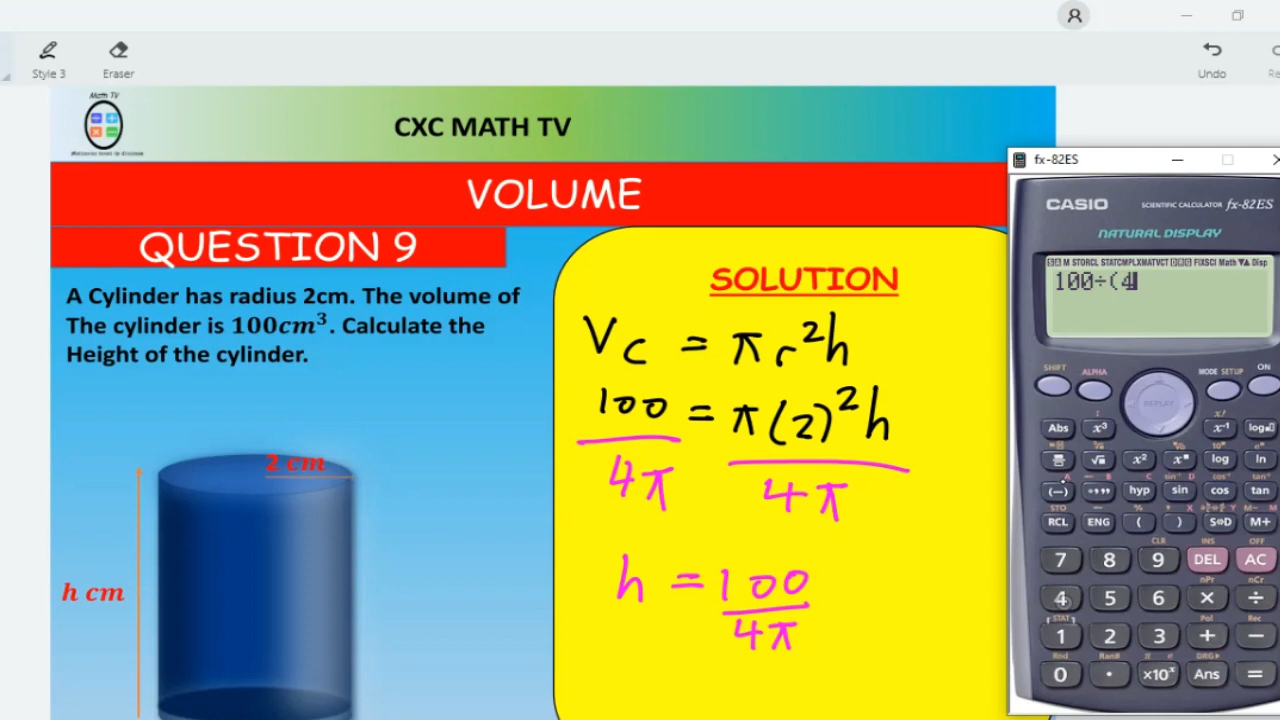 Style 3
Eraser
Undo
Math TV
CXC MATH TV
VOLUME
QUESTION 9
A Cylinder has radius 2cm. The volume of
The cylinder is 100cm³. Calculate the
Height of the cylinder.
2 cm
h cm
SOLUTION
Vc = πr²h
100 = π(2)²h
4π 4π
h = 100
4π
fx-82ES
CASIO SCIENTIFIC CALCULATOR fx-82ES
NATURAL DISPLAY
100÷(4
SHIFT ALPHA MODE SETUP ON
REPLAY
Abs x³ x⁻¹ log
x² log ln
(−) hyp sin cos tan
RCL ENG ( ) S⇔D M+
7 8 9 DEL AC
4 5 6 × ÷
1 2 3 + −
0 . ×10ˣ Ans =